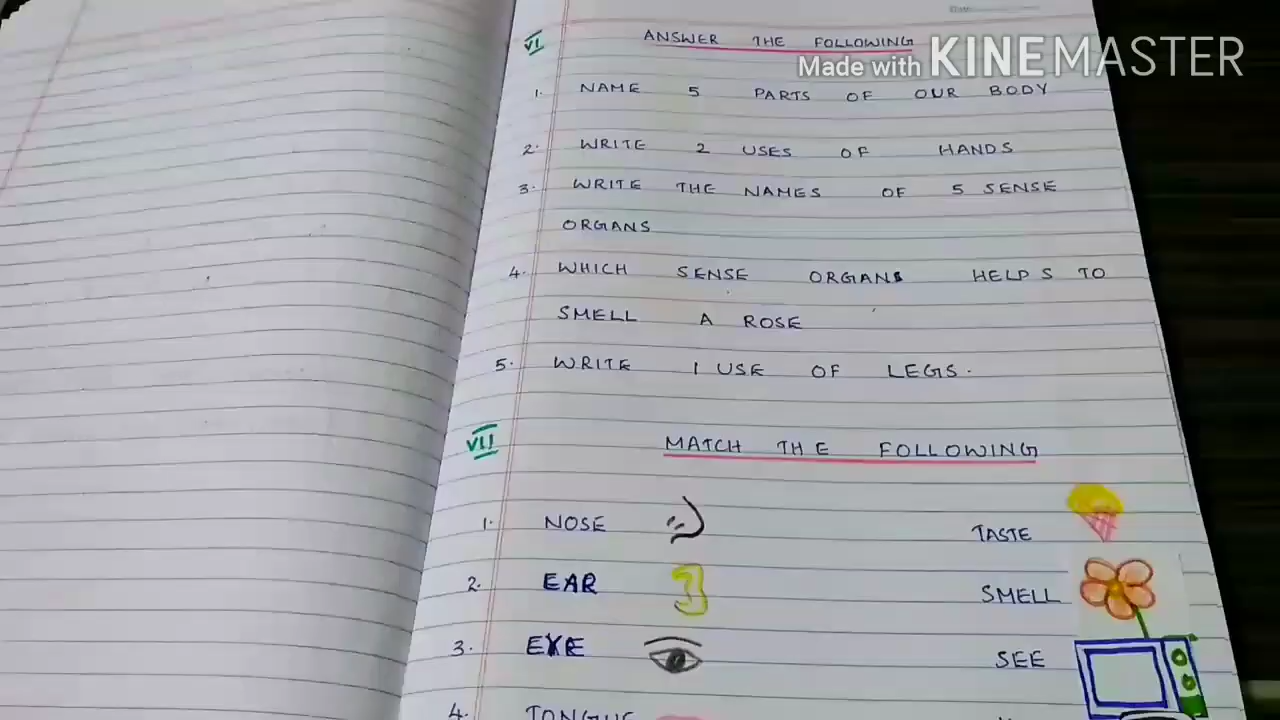 VI ANSWER THE FOLLOWING
Made with KINEMASTER
1. NAME 5 PARTS OF OUR BODY
2. WRITE 2 USES OF HANDS
3. WRITE THE NAMES OF 5 SENSE
ORGANS
4. WHICH SENSE ORGANS HELPS TO
SMELL A ROSE
5. WRITE 1 USE OF LEGS.
VII MATCH THE FOLLOWING
1. NOSE TASTE
2. EAR SMELL
3. EYE SEE
4. TONGUE